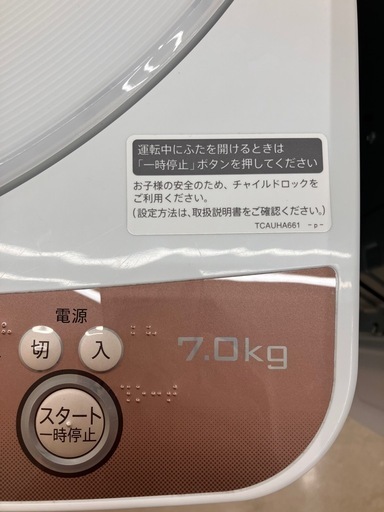 運転中にふたを開けるときは
「一時停止」ボタンを押してください
お子様の安全のため、チャイルドロックを
ご利用ください。
(設定方法は、取扱説明書をご確認ください。)
TCAUHA661 -p-
電源
切 入 7.0kg
スタート
一時停止